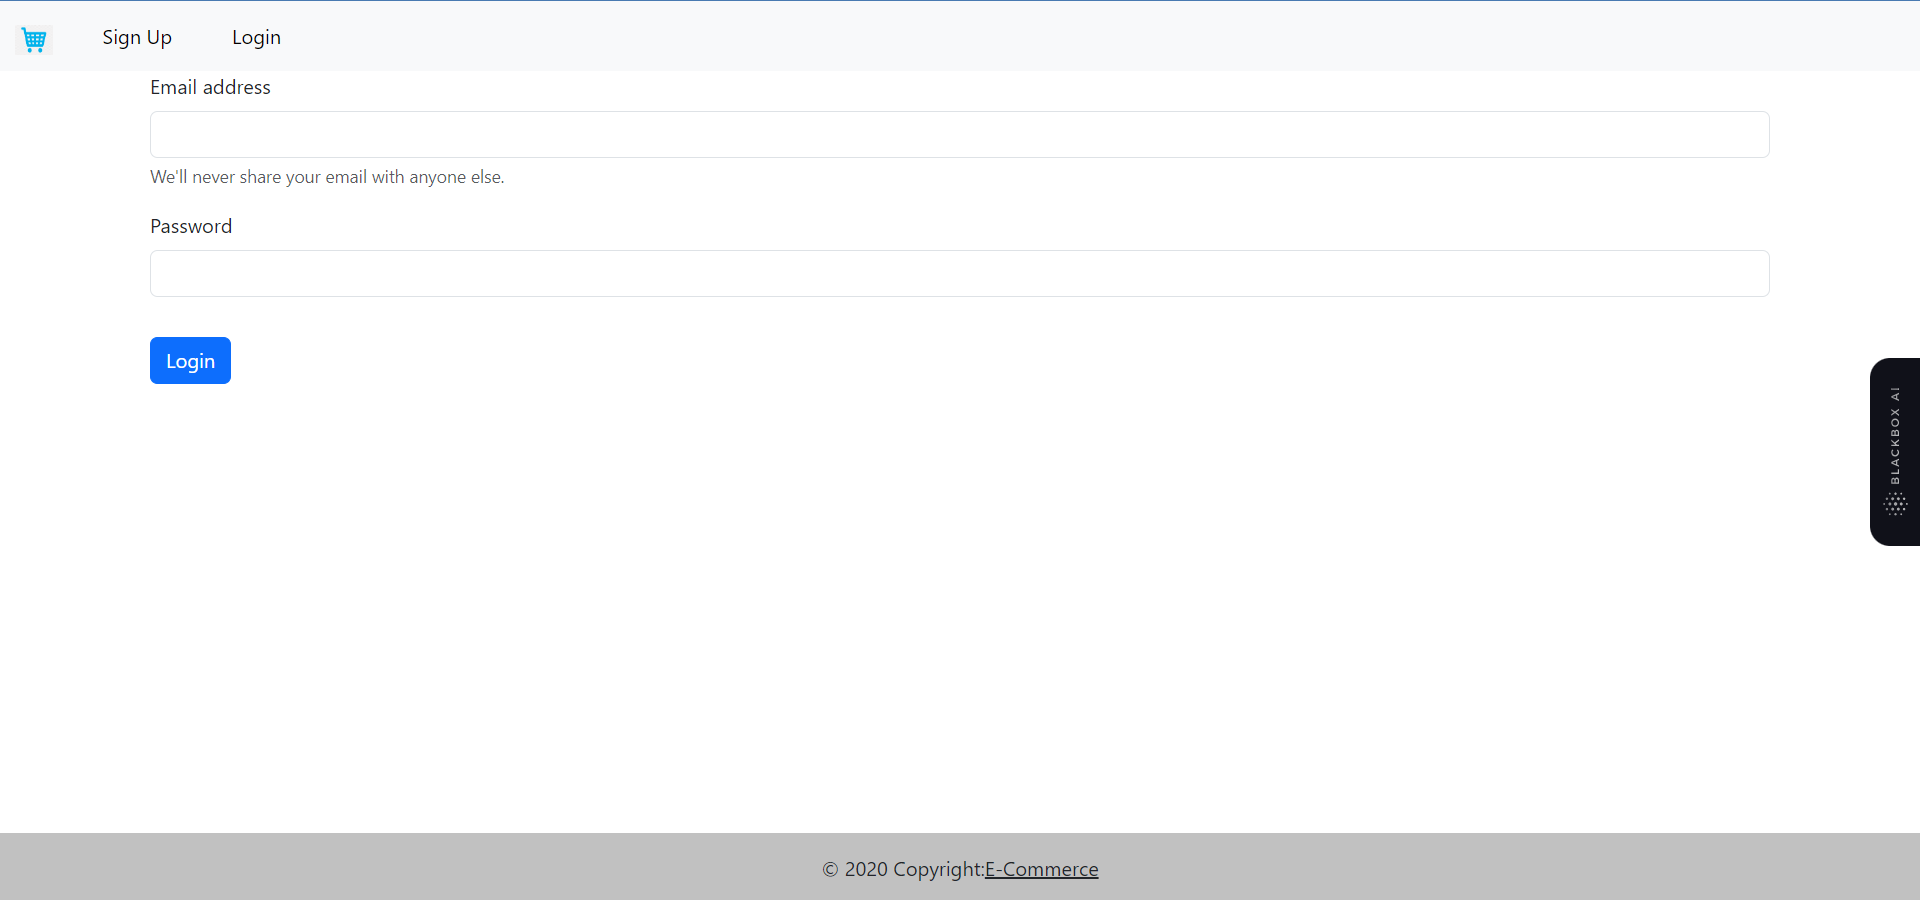 Sign Up Login
Email address
We'll never share your email with anyone else.
Password
Login
BLACKBOX AI
© 2020 Copyright:E-Commerce